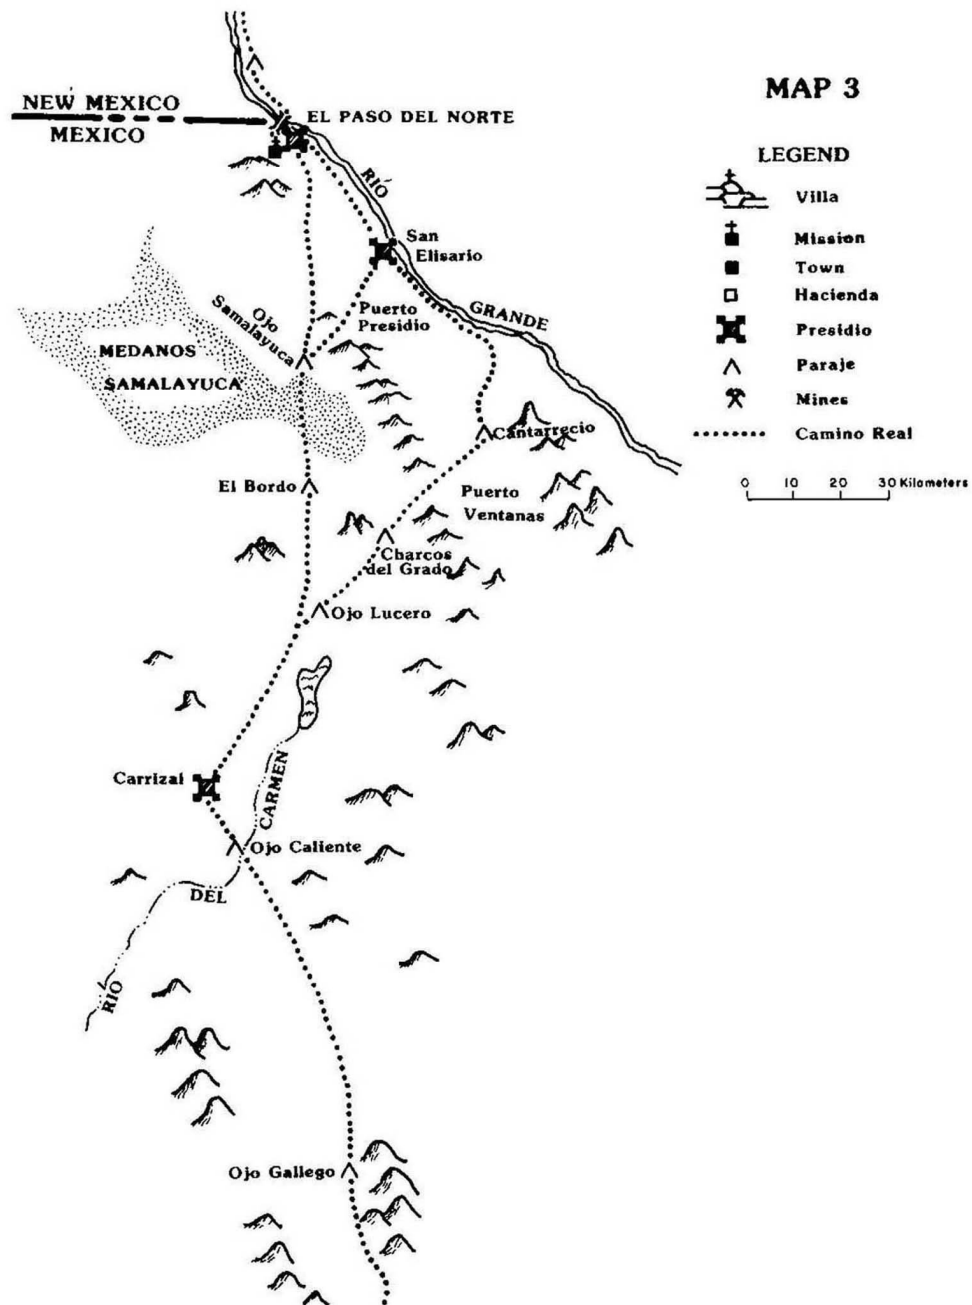 MAP 3
NEW MEXICO
MEXICO
EL PASO DEL NORTE
LEGEND
Villa
Mission
Town
Hacienda
Presidio
Paraje
Mines
Camino Real
0 10 20 30 Kilometers
RIÓ
GRANDE
San
Elisario
Puerto
Presidio
Ojo
Samalayuca
MEDANOS
SAMALAYUCA
Cantarrecio
El Bordo
Puerto
Ventanas
Charcos
del Grado
Ojo Lucero
Carrizal
CARMEN
Ojo Caliente
DEL
RÍO
Ojo Gallego